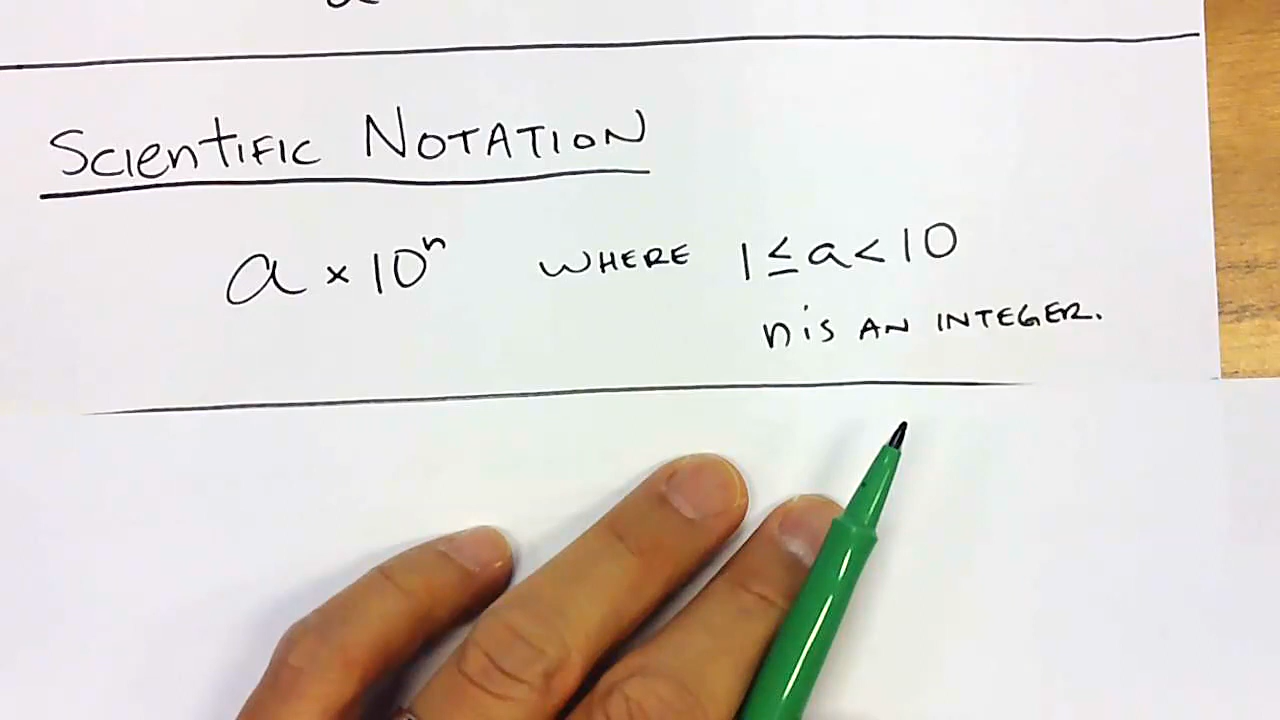 Scientific Notation
a × 10ⁿ where 1 ≤ a < 10
n is an integer.